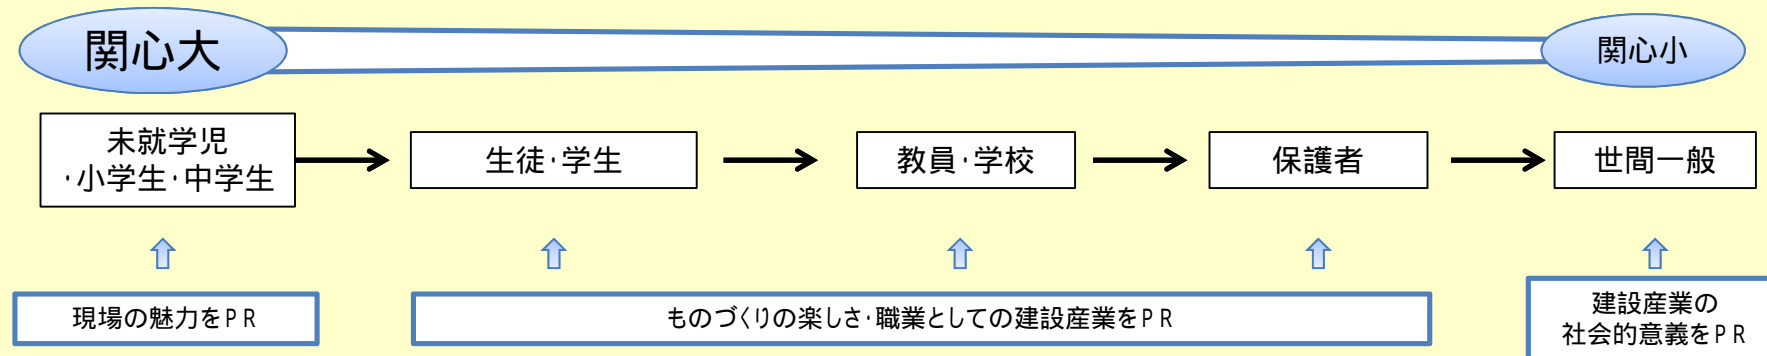 関心大
関心小
未就学児
・小学生・中学生
生徒・学生
教員・学校
保護者
世間一般
現場の魅力をPR
ものづくりの楽しさ・職業としての建設産業をPR
建設産業の
社会的意義をPR